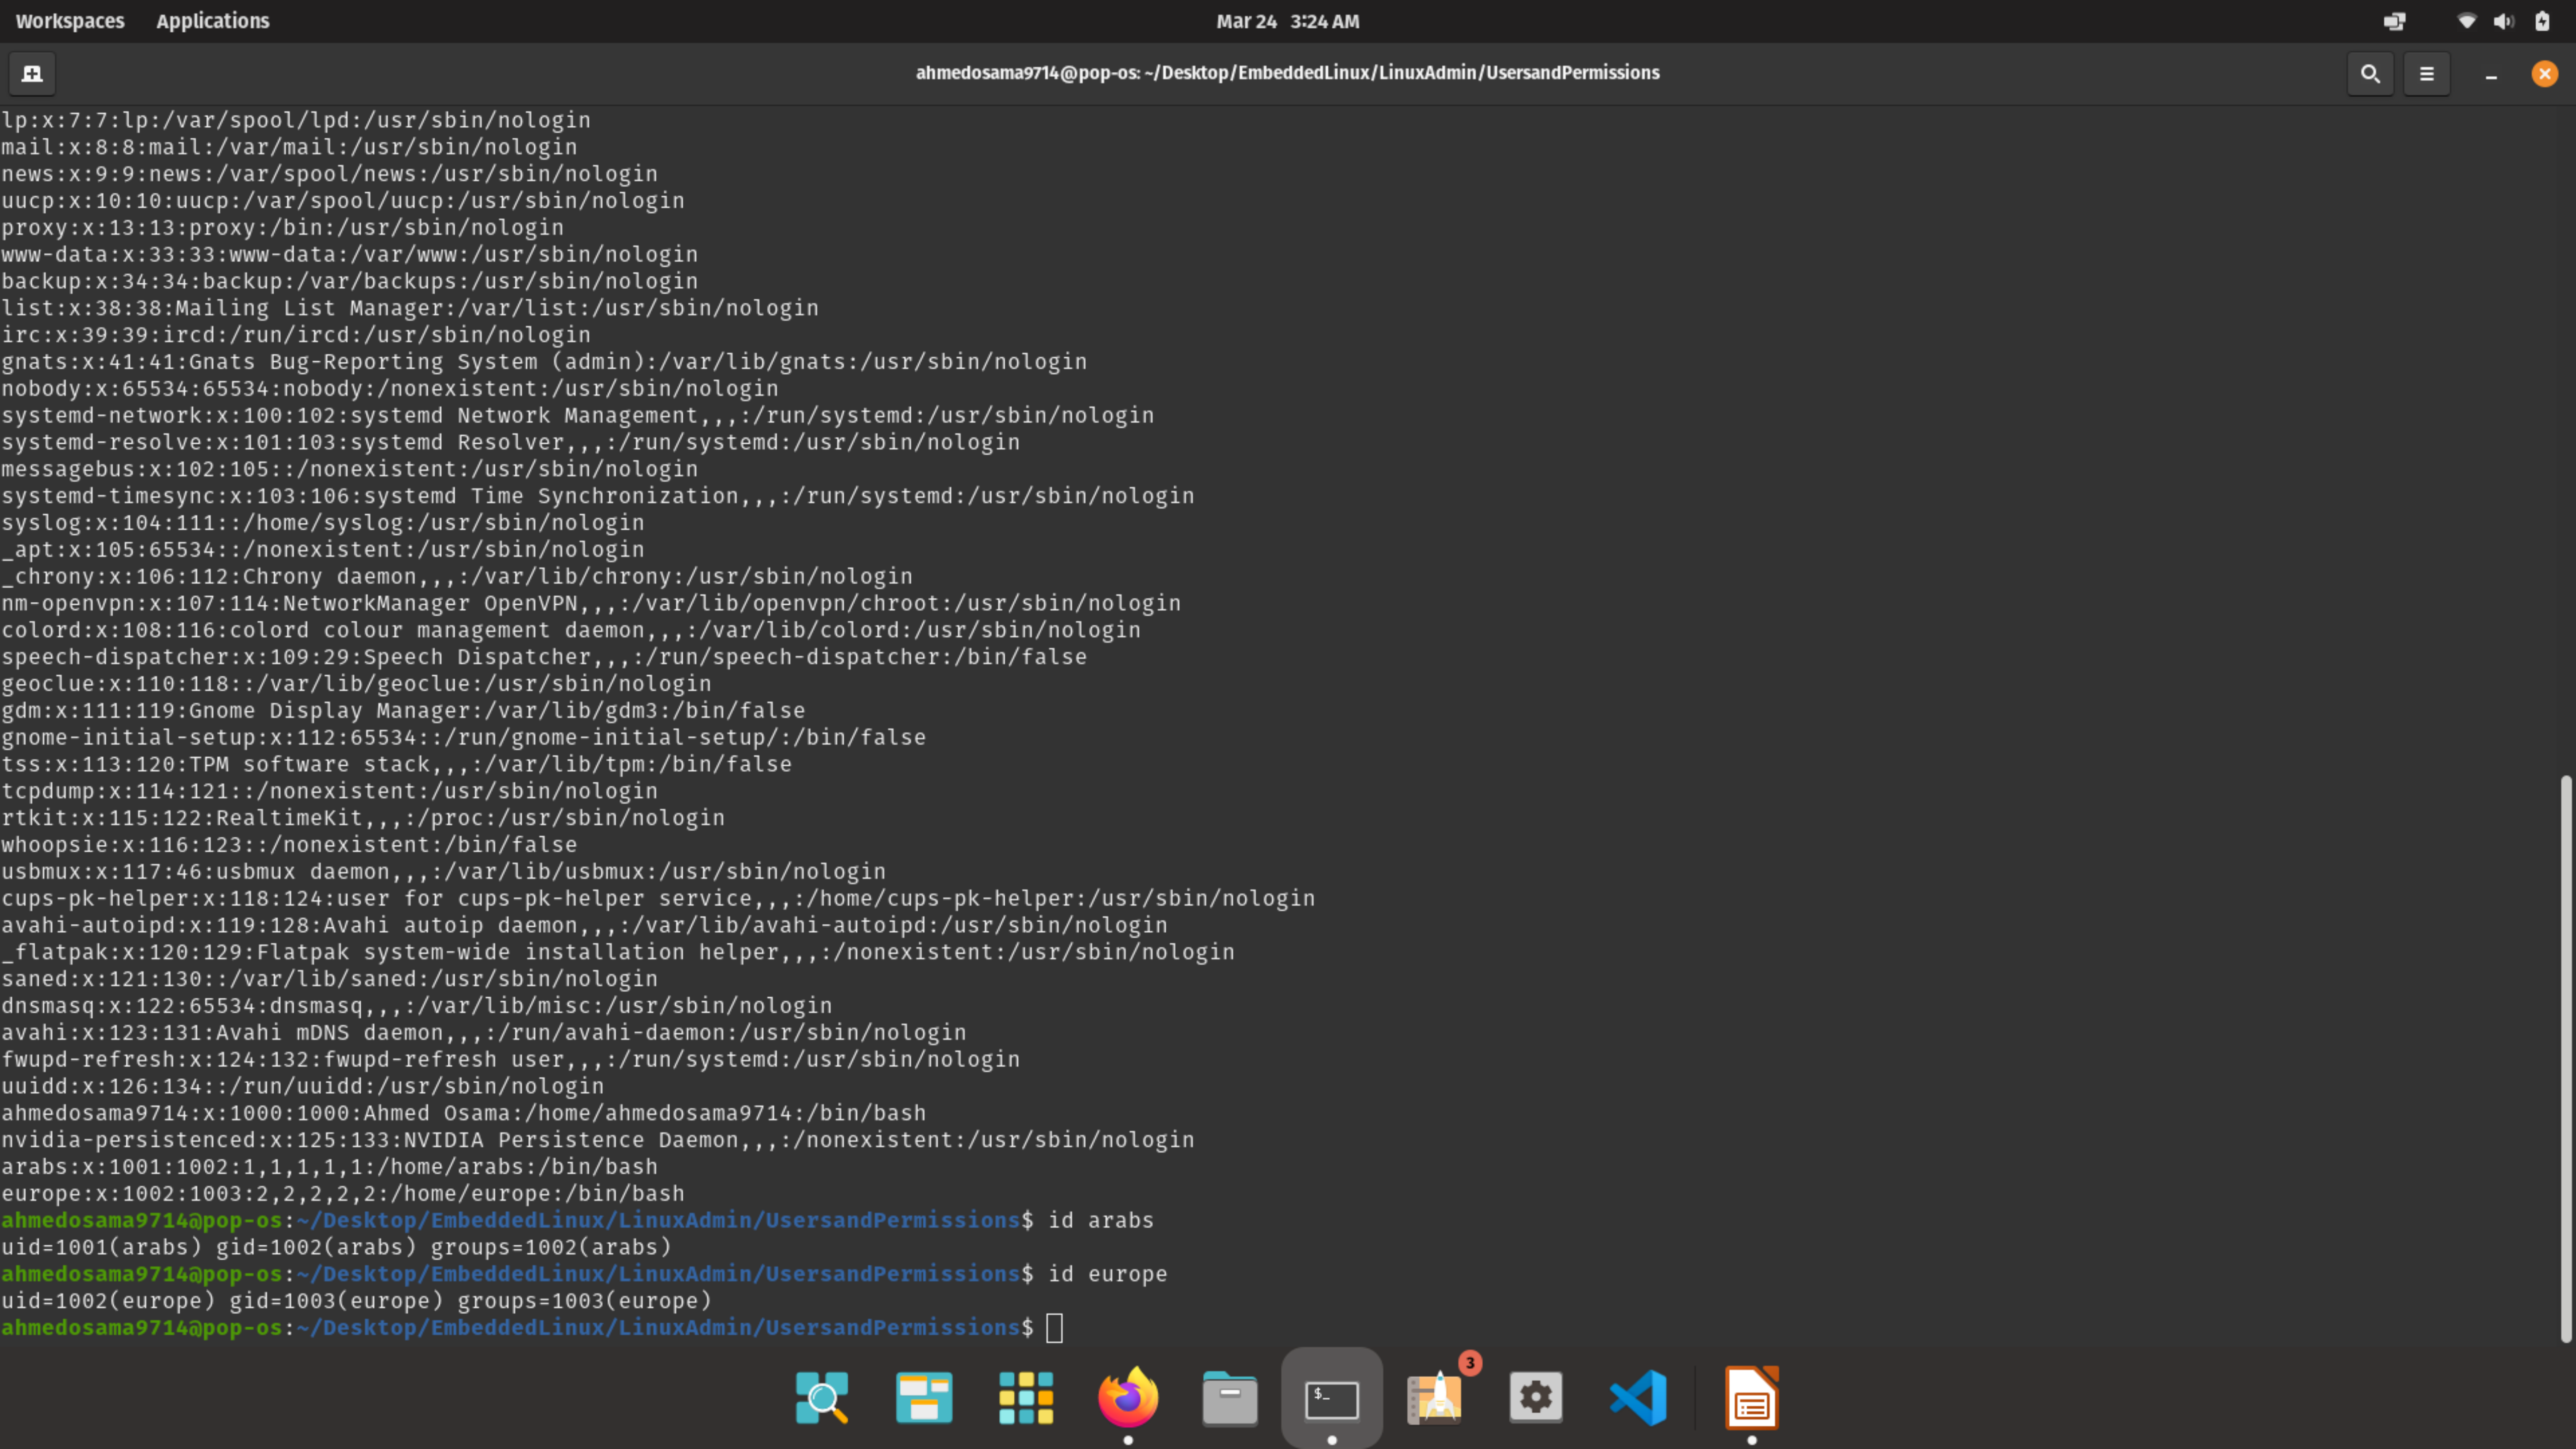 Workspaces Applications Mar 24 3:24 AM
ahmedosama9714@pop-os: ~/Desktop/EmbeddedLinux/LinuxAdmin/UsersandPermissions
lp:x:7:7:lp:/var/spool/lpd:/usr/sbin/nologin
mail:x:8:8:mail:/var/mail:/usr/sbin/nologin
news:x:9:9:news:/var/spool/news:/usr/sbin/nologin
uucp:x:10:10:uucp:/var/spool/uucp:/usr/sbin/nologin
proxy:x:13:13:proxy:/bin:/usr/sbin/nologin
www-data:x:33:33:www-data:/var/www:/usr/sbin/nologin
backup:x:34:34:backup:/var/backups:/usr/sbin/nologin
list:x:38:38:Mailing List Manager:/var/list:/usr/sbin/nologin
irc:x:39:39:ircd:/run/ircd:/usr/sbin/nologin
gnats:x:41:41:Gnats Bug-Reporting System (admin):/var/lib/gnats:/usr/sbin/nologin
nobody:x:65534:65534:nobody:/nonexistent:/usr/sbin/nologin
systemd-network:x:100:102:systemd Network Management,,,:/run/systemd:/usr/sbin/nologin
systemd-resolve:x:101:103:systemd Resolver,,,:/run/systemd:/usr/sbin/nologin
messagebus:x:102:105::/nonexistent:/usr/sbin/nologin
systemd-timesync:x:103:106:systemd Time Synchronization,,,:/run/systemd:/usr/sbin/nologin
syslog:x:104:111::/home/syslog:/usr/sbin/nologin
_apt:x:105:65534::/nonexistent:/usr/sbin/nologin
_chrony:x:106:112:Chrony daemon,,,:/var/lib/chrony:/usr/sbin/nologin
nm-openvpn:x:107:114:NetworkManager OpenVPN,,,:/var/lib/openvpn/chroot:/usr/sbin/nologin
colord:x:108:116:colord colour management daemon,,,:/var/lib/colord:/usr/sbin/nologin
speech-dispatcher:x:109:29:Speech Dispatcher,,,:/run/speech-dispatcher:/bin/false
geoclue:x:110:118::/var/lib/geoclue:/usr/sbin/nologin
gdm:x:111:119:Gnome Display Manager:/var/lib/gdm3:/bin/false
gnome-initial-setup:x:112:65534::/run/gnome-initial-setup/:/bin/false
tss:x:113:120:TPM software stack,,,:/var/lib/tpm:/bin/false
tcpdump:x:114:121::/nonexistent:/usr/sbin/nologin
rtkit:x:115:122:RealtimeKit,,,:/proc:/usr/sbin/nologin
whoopsie:x:116:123::/nonexistent:/bin/false
usbmux:x:117:46:usbmux daemon,,,:/var/lib/usbmux:/usr/sbin/nologin
cups-pk-helper:x:118:124:user for cups-pk-helper service,,,:/home/cups-pk-helper:/usr/sbin/nologin
avahi-autoipd:x:119:128:Avahi autoip daemon,,,:/var/lib/avahi-autoipd:/usr/sbin/nologin
_flatpak:x:120:129:Flatpak system-wide installation helper,,,:/nonexistent:/usr/sbin/nologin
saned:x:121:130::/var/lib/saned:/usr/sbin/nologin
dnsmasq:x:122:65534:dnsmasq,,,:/var/lib/misc:/usr/sbin/nologin
avahi:x:123:131:Avahi mDNS daemon,,,:/run/avahi-daemon:/usr/sbin/nologin
fwupd-refresh:x:124:132:fwupd-refresh user,,,:/run/systemd:/usr/sbin/nologin
uuidd:x:126:134::/run/uuidd:/usr/sbin/nologin
ahmedosama9714:x:1000:1000:Ahmed Osama:/home/ahmedosama9714:/bin/bash
nvidia-persistenced:x:125:133:NVIDIA Persistence Daemon,,,:/nonexistent:/usr/sbin/nologin
arabs:x:1001:1002:1,1,1,1,1:/home/arabs:/bin/bash
europe:x:1002:1003:2,2,2,2,2:/home/europe:/bin/bash
ahmedosama9714@pop-os:~/Desktop/EmbeddedLinux/LinuxAdmin/UsersandPermissions$ id arabs
uid=1001(arabs) gid=1002(arabs) groups=1002(arabs)
ahmedosama9714@pop-os:~/Desktop/EmbeddedLinux/LinuxAdmin/UsersandPermissions$ id europe
uid=1002(europe) gid=1003(europe) groups=1003(europe)
ahmedosama9714@pop-os:~/Desktop/EmbeddedLinux/LinuxAdmin/UsersandPermissions$
$_
3